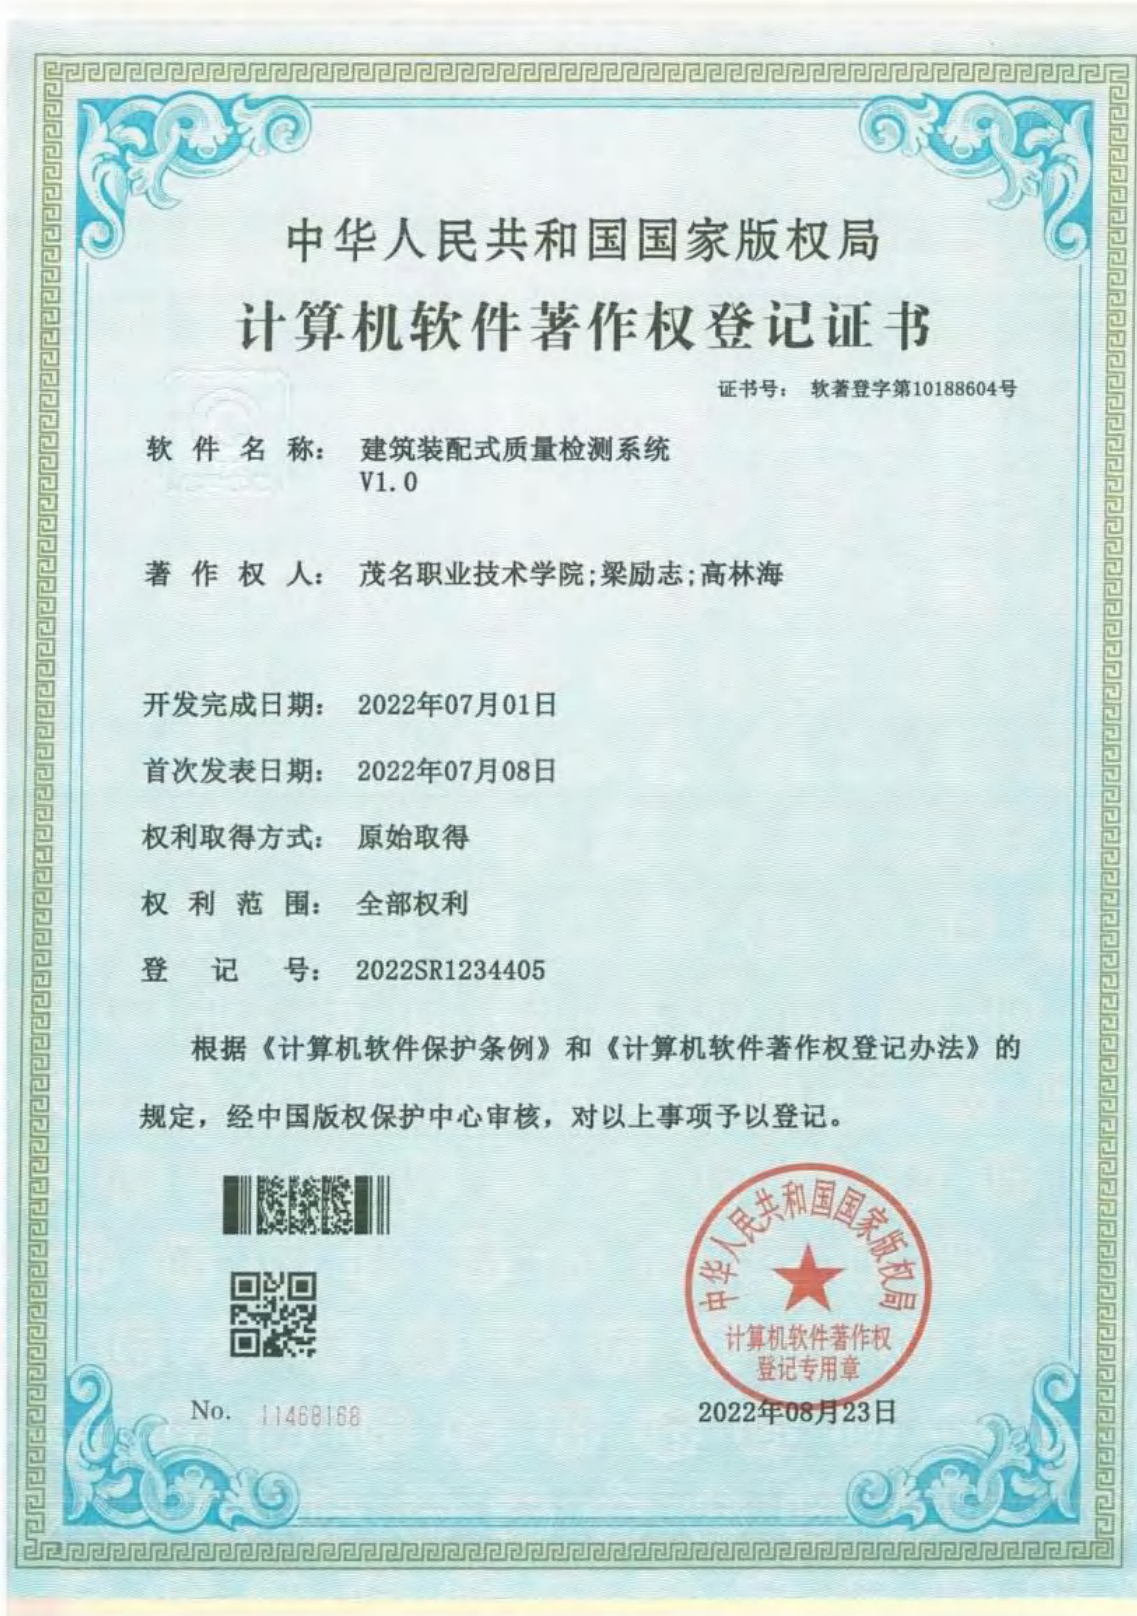 中华人民共和国国家版权局
计算机软件著作权登记证书
证书号： 软著登字第10188604号
软件名称： 建筑装配式质量检测系统
V1.0
著作权人： 茂名职业技术学院;梁励志;高林海
开发完成日期： 2022年07月01日
首次发表日期： 2022年07月08日
权利取得方式： 原始取得
权利范围： 全部权利
登记号： 2022SR1234405
根据《计算机软件保护条例》和《计算机软件著作权登记办法》的
规定，经中国版权保护中心审核，对以上事项予以登记。
中华人民共和国国家版权局
计算机软件著作权
登记专用章
No. 11468168
2022年08月23日